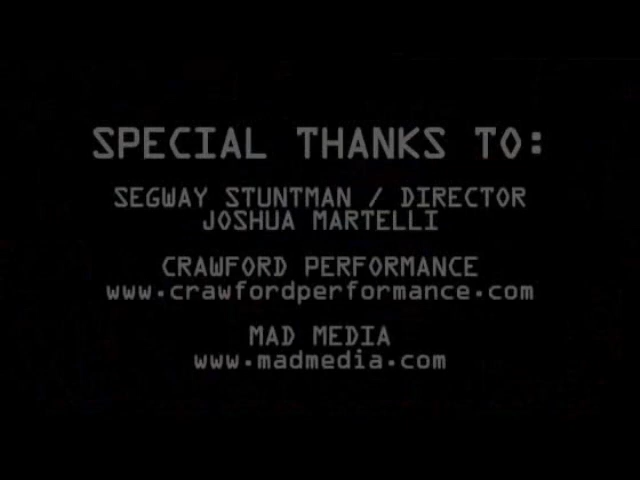 SPECIAL THANKS TO:
SEGWAY STUNTMAN / DIRECTOR
JOSHUA MARTELLI
CRAWFORD PERFORMANCE
www.crawfordperformance.com
MAD MEDIA
www.madmedia.com